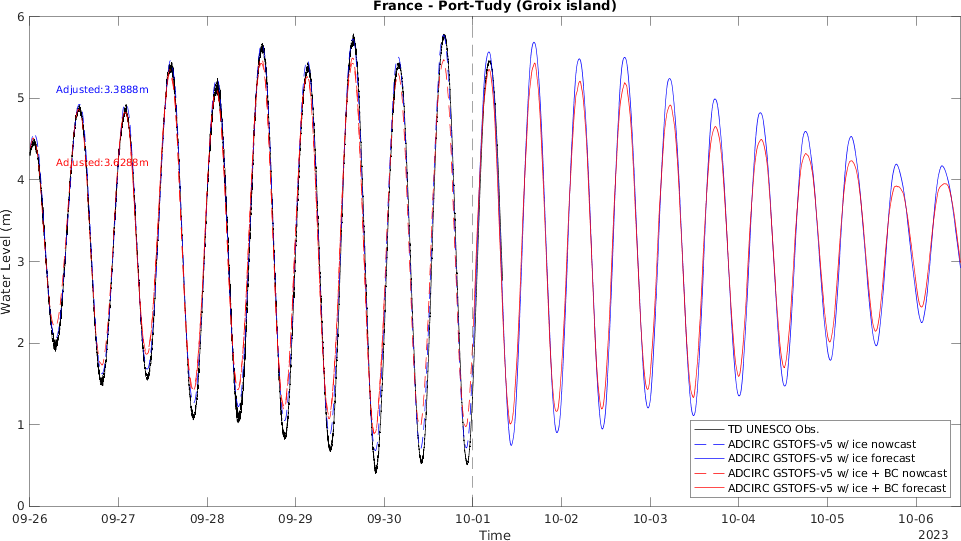 France - Port-Tudy (Groix island)
6
5
4
3
2
1
0
Water Level (m)
Adjusted:3.3888m
Adjusted:3.6288m
TD UNESCO Obs.
ADCIRC GSTOFS-v5 w/ ice nowcast
ADCIRC GSTOFS-v5 w/ ice forecast
ADCIRC GSTOFS-v5 w/ ice + BC nowcast
ADCIRC GSTOFS-v5 w/ ice + BC forecast
09-26 09-27 09-28 09-29 09-30 10-01 10-02 10-03 10-04 10-05 10-06
Time
2023